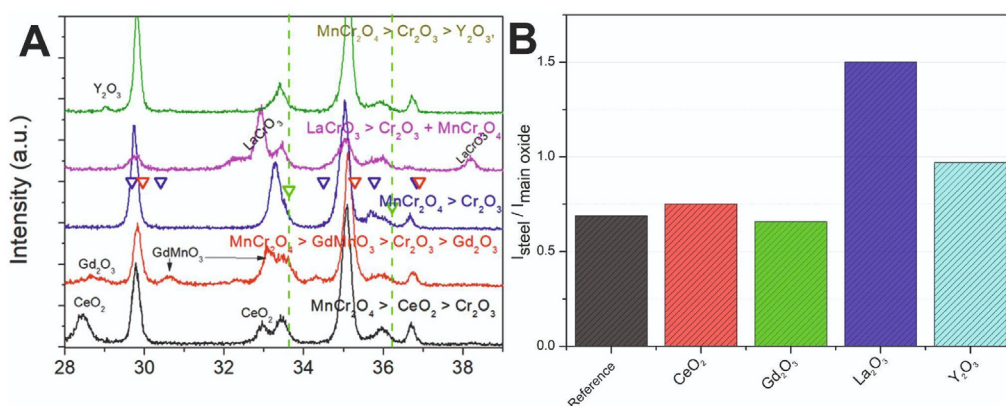 A
MnCr₂O₄ > Cr₂O₃ > Y₂O₃,
Y₂O₃
LaCrO₃
LaCrO₃ > Cr₂O₃ + MnCr₂O₄
LaCrO3
MnCr₂O₄ > Cr₂O₃
MnCr₂O₄ > GdMnO₃ > Cr₂O₃ > Gd₂O₃
Gd₂O₃
GdMnO₃
CeO₂
CeO₂
MnCr₂O₄ > CeO₂ > Cr₂O₃
Intensity (a.u.)
28 30 32 34 36 38
B
I steel / I main oxide
1.5
1.0
0.5
0.0
Reference
CeO₂
Gd₂O₃
La₂O₃
Y₂O₃